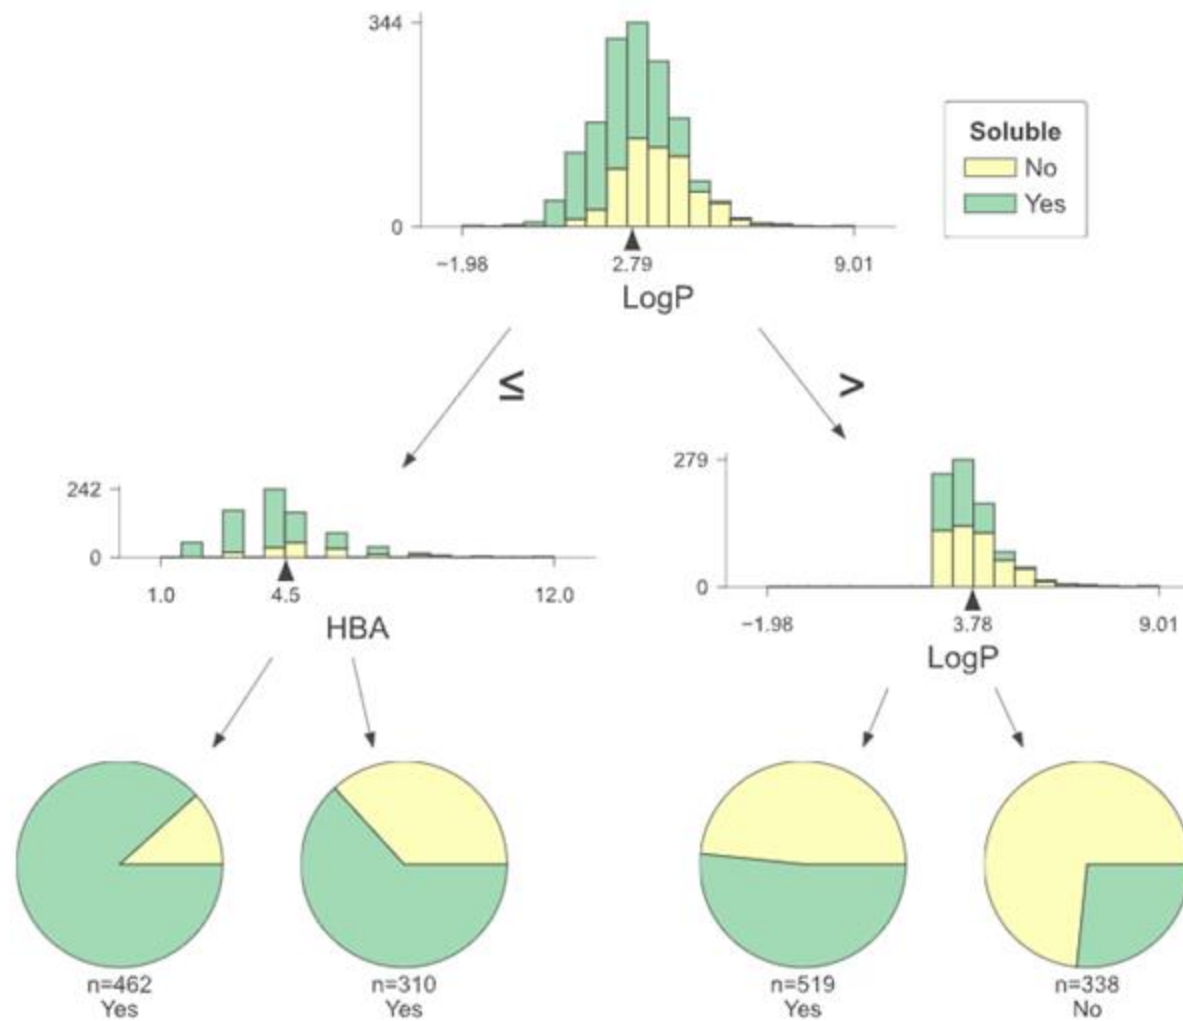 344
0
−1.98
2.79
9.01
LogP
Soluble
No
Yes
≤
>
242
0
1.0
4.5
12.0
HBA
279
0
−1.98
3.78
9.01
LogP
n=462
Yes
n=310
Yes
n=519
Yes
n=338
No